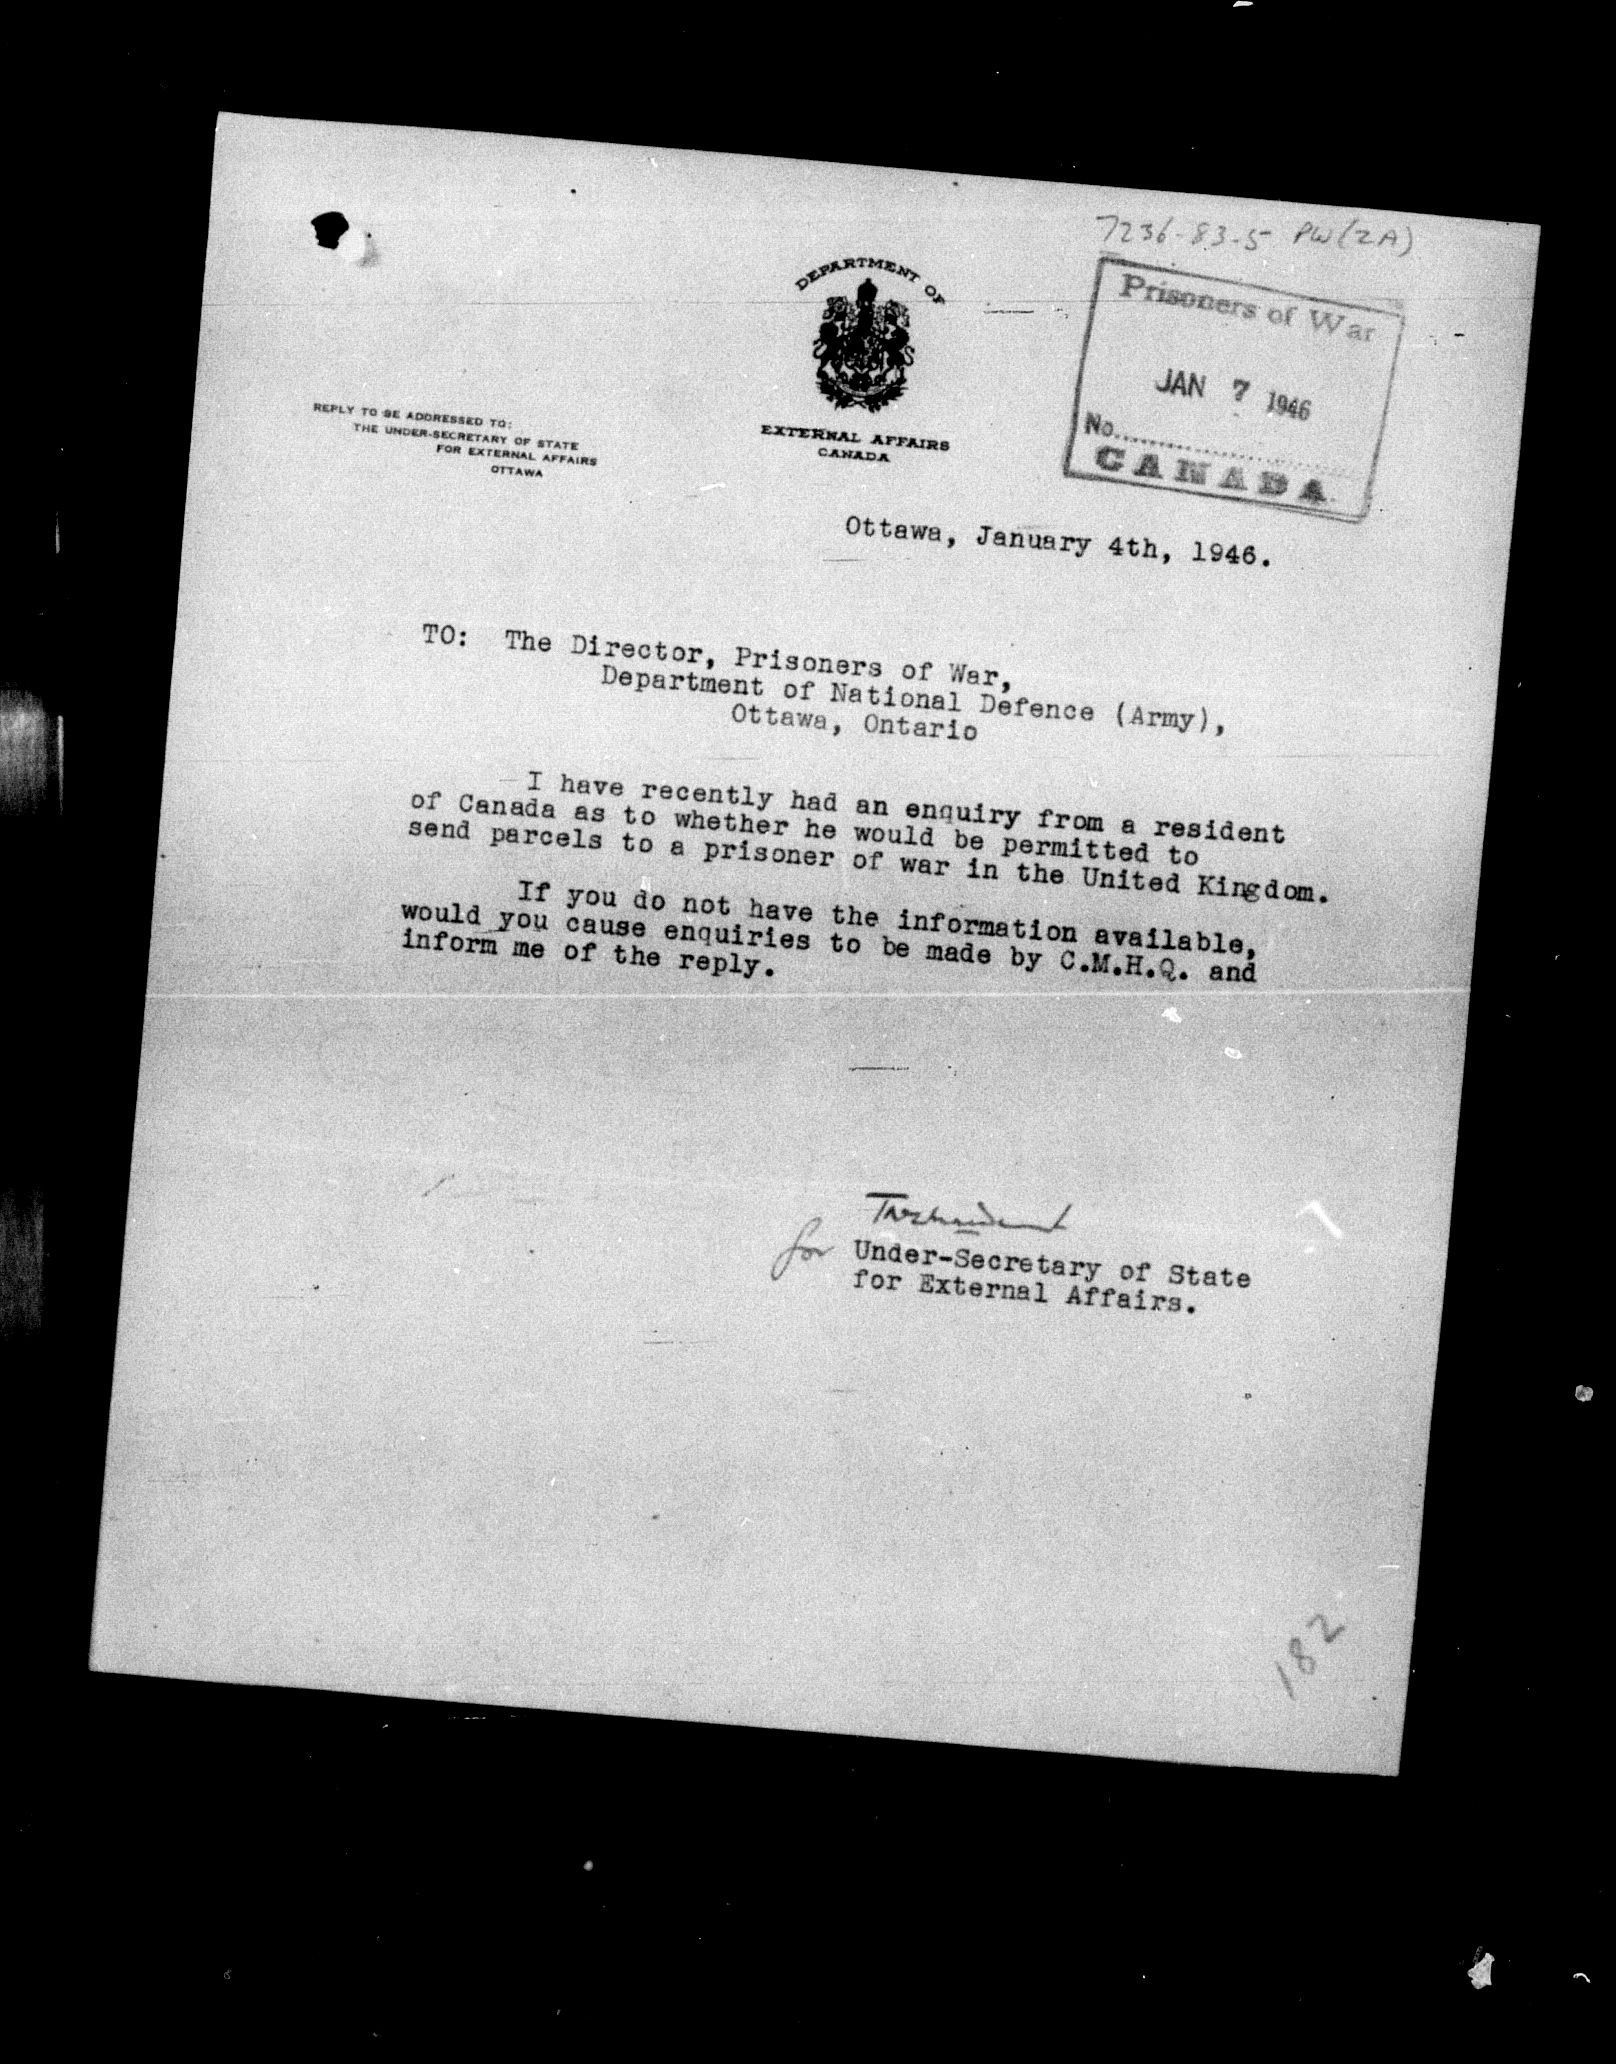 7236-83-5 PW(2A)
DEPARTMENT OF
EXTERNAL AFFAIRS
CANADA
Prisoners of War
JAN 7 1946
No.
CANADA
REPLY TO BE ADDRESSED TO:
THE UNDER-SECRETARY OF STATE
FOR EXTERNAL AFFAIRS
OTTAWA
Ottawa, January 4th, 1946.
TO: The Director, Prisoners of War,
Department of National Defence (Army),
Ottawa, Ontario
I have recently had an enquiry from a resident
of Canada as to whether he would be permitted to
send parcels to a prisoner of war in the United Kingdom.
If you do not have the information available,
would you cause enquiries to be made by C.M.H.Q. and
inform me of the reply.
for Under-Secretary of State
for External Affairs.
182